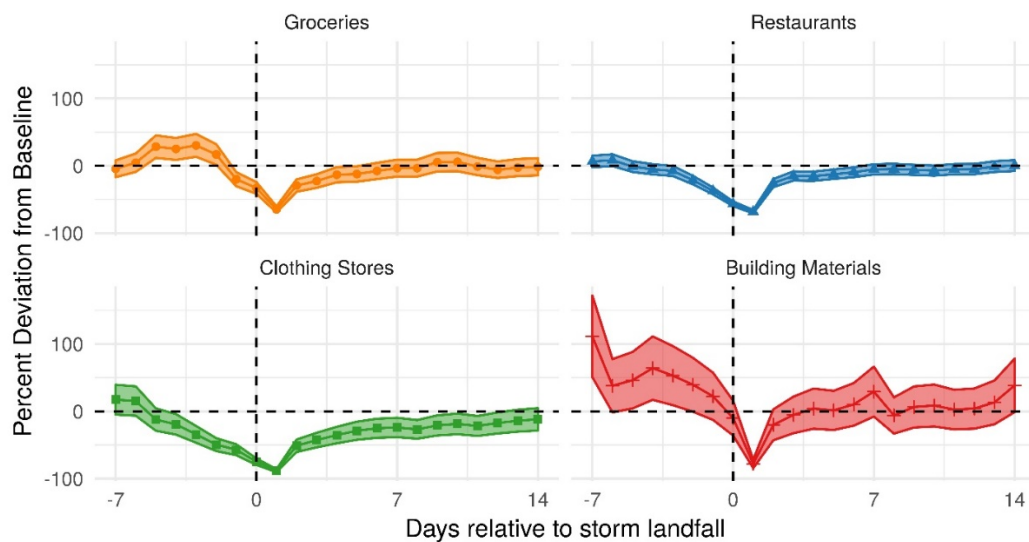 Groceries
Restaurants
100
0
-100
Clothing Stores
Building Materials
100
0
-100
-7
0
7
14
-7
0
7
14
Percent Deviation from Baseline
Days relative to storm landfall